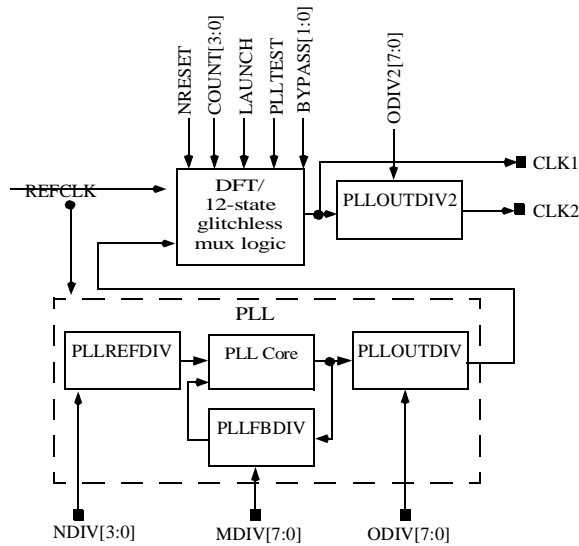 NRESET
COUNT[3:0]
LAUNCH
PLLTEST
BYPASS[1:0]
ODIV2[7:0]
REFCLK
DFT/
12-state
glitchless
mux logic
PLLOUTDIV2
CLK1
CLK2
PLL
PLLREFDIV
PLL Core
PLLOUTDIV
PLLFBDIV
NDIV[3:0]
MDIV[7:0]
ODIV[7:0]